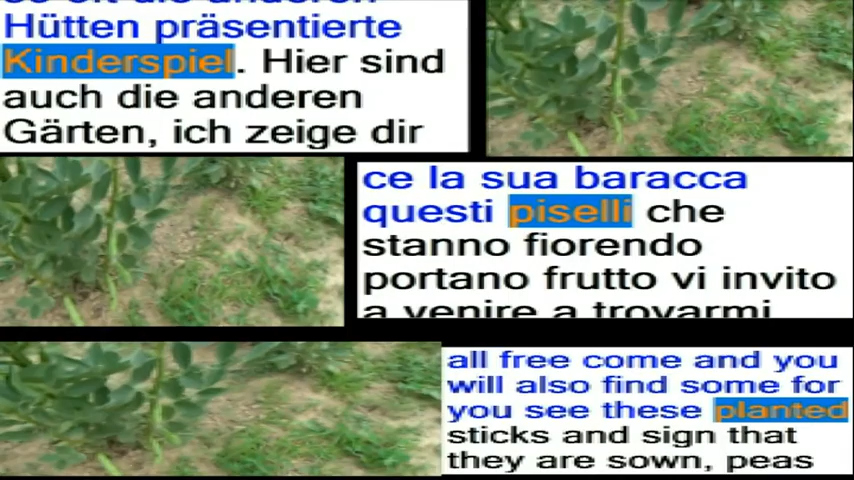 Hütten präsentierte
Kinderspiel. Hier sind
auch die anderen
Gärten, ich zeige dir
ce la sua baracca
questi piselli che
stanno fiorendo
portano frutto vi invito
a venire a trovarmi
all free come and you
will also find some for
you see these planted
sticks and sign that
they are sown, peas